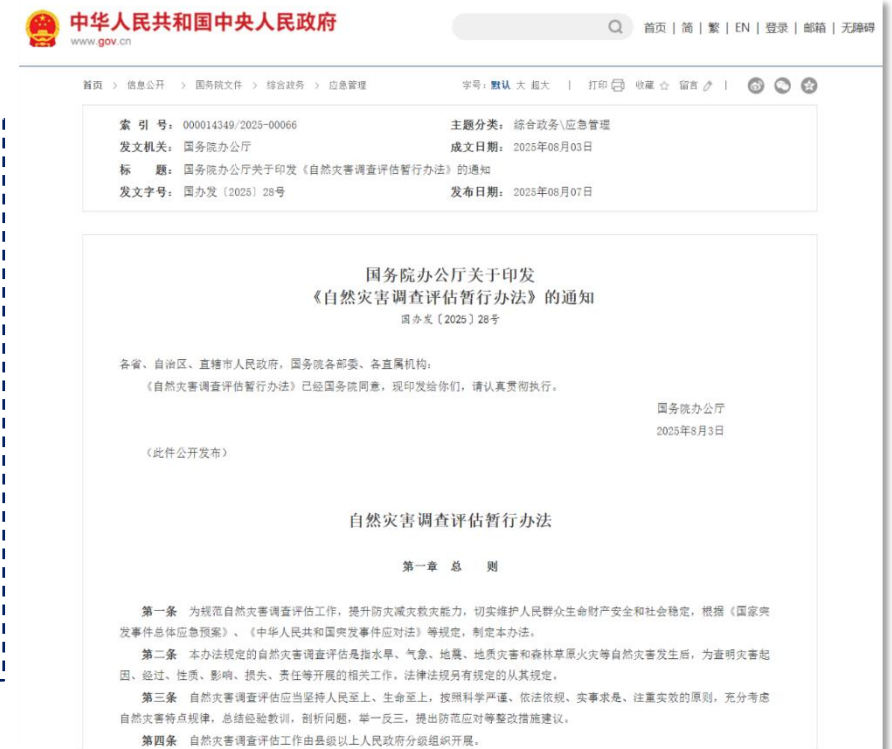 中华人民共和国中央人民政府
www.gov.cn
首页 | 简 | 繁 | EN | 登录 | 邮箱 | 无障碍
首页 > 信息公开 > 国务院文件 > 综合政务 > 应急管理
字号：默认 大 超大 | 打印 收藏 留言 |
索 引 号： 000014349/2025-00066 主题分类： 综合政务\应急管理
发文机关： 国务院办公厅 成文日期： 2025年08月03日
标 题： 国务院办公厅关于印发《自然灾害调查评估暂行办法》的通知
发文字号： 国办发〔2025〕28号 发布日期： 2025年08月07日
国务院办公厅关于印发
《自然灾害调查评估暂行办法》的通知
国办发〔2025〕28号
各省、自治区、直辖市人民政府，国务院各部委、各直属机构：
《自然灾害调查评估暂行办法》已经国务院同意，现印发给你们，请认真贯彻执行。
国务院办公厅
2025年8月3日
（此件公开发布）
自然灾害调查评估暂行办法
第一章 总 则
第一条 为规范自然灾害调查评估工作，提升防灾减灾救灾能力，切实维护人民群众生命财产安全和社会稳定，根据《国家突
发事件总体应急预案》、《中华人民共和国突发事件应对法》等规定，制定本办法。
第二条 本办法规定的自然灾害调查评估是指水旱、气象、地震、地质灾害和森林草原火灾等自然灾害发生后，为查明灾害起
因、经过、性质、影响、损失、责任等开展的相关工作，法律法规另有规定的从其规定。
第三条 自然灾害调查评估应当坚持人民至上、生命至上，按照科学严谨、依法依规、实事求是、注重实效的原则，充分考虑
自然灾害特点规律，总结经验教训，剖析问题，举一反三，提出防范应对等整改措施建议。
第四条 自然灾害调查评估工作由县级以上人民政府分级组织开展。